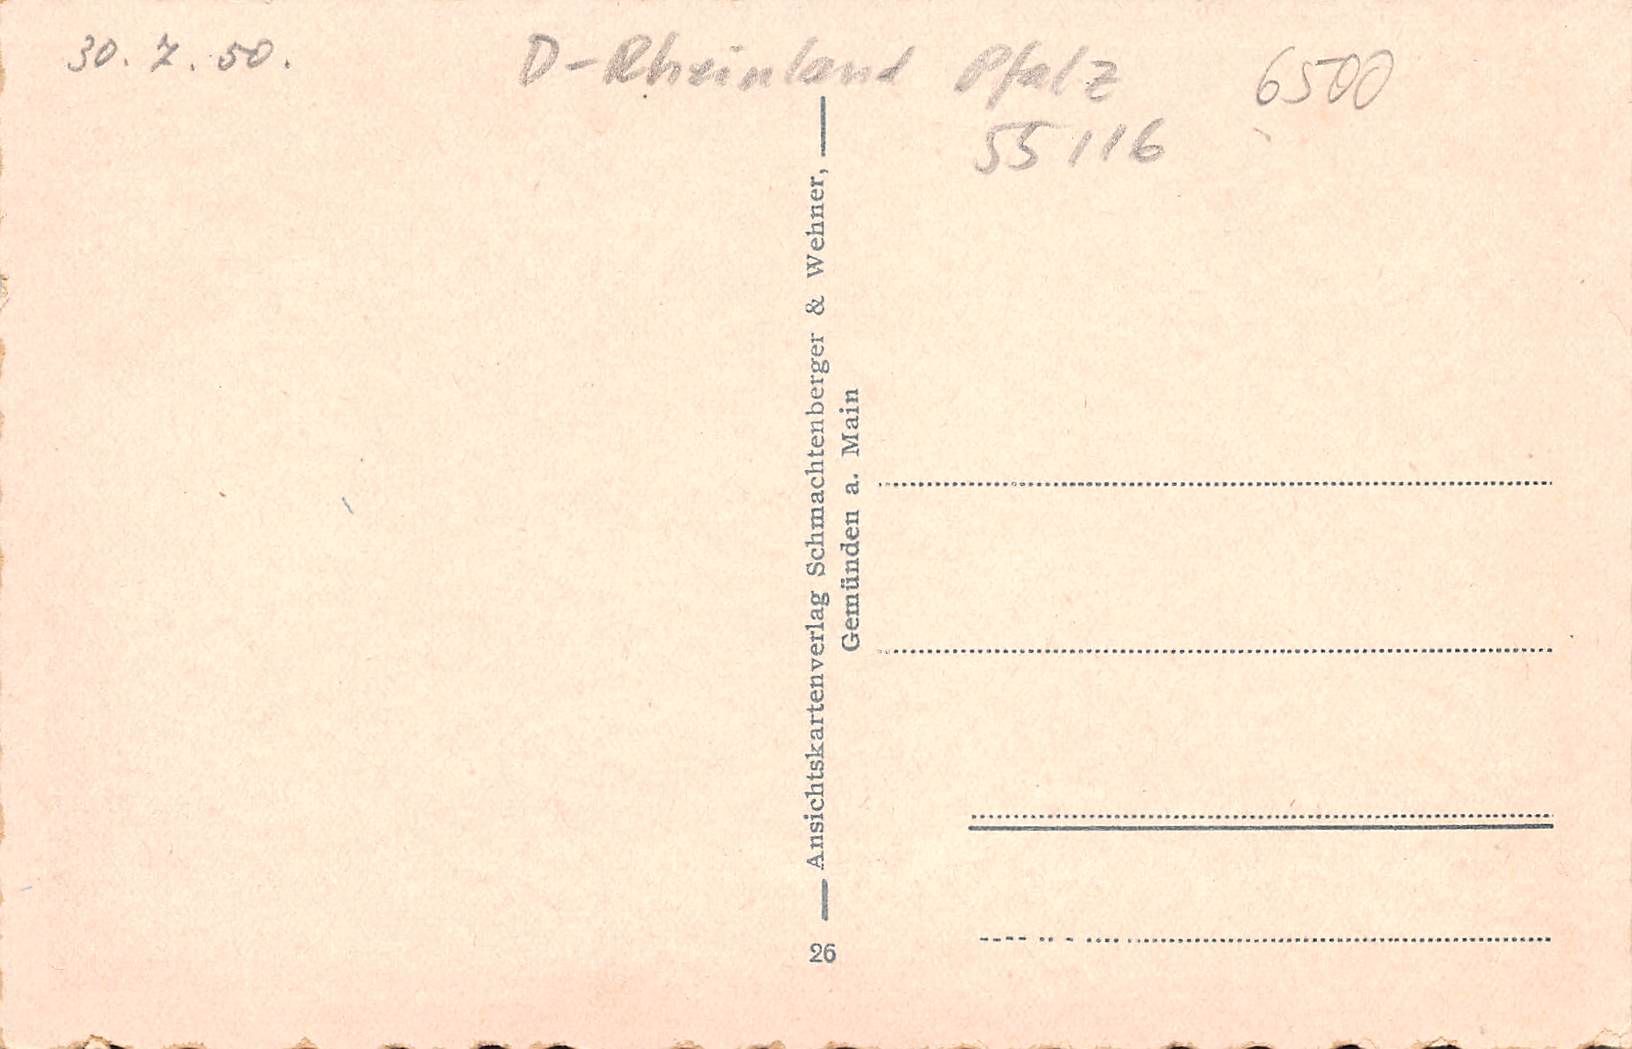 30. 7. 50.
D-Rheinland Pfalz 6500
55116
Ansichtskartenverlag Schmachtenberger & Wehner,
Gemünden a. Main
26